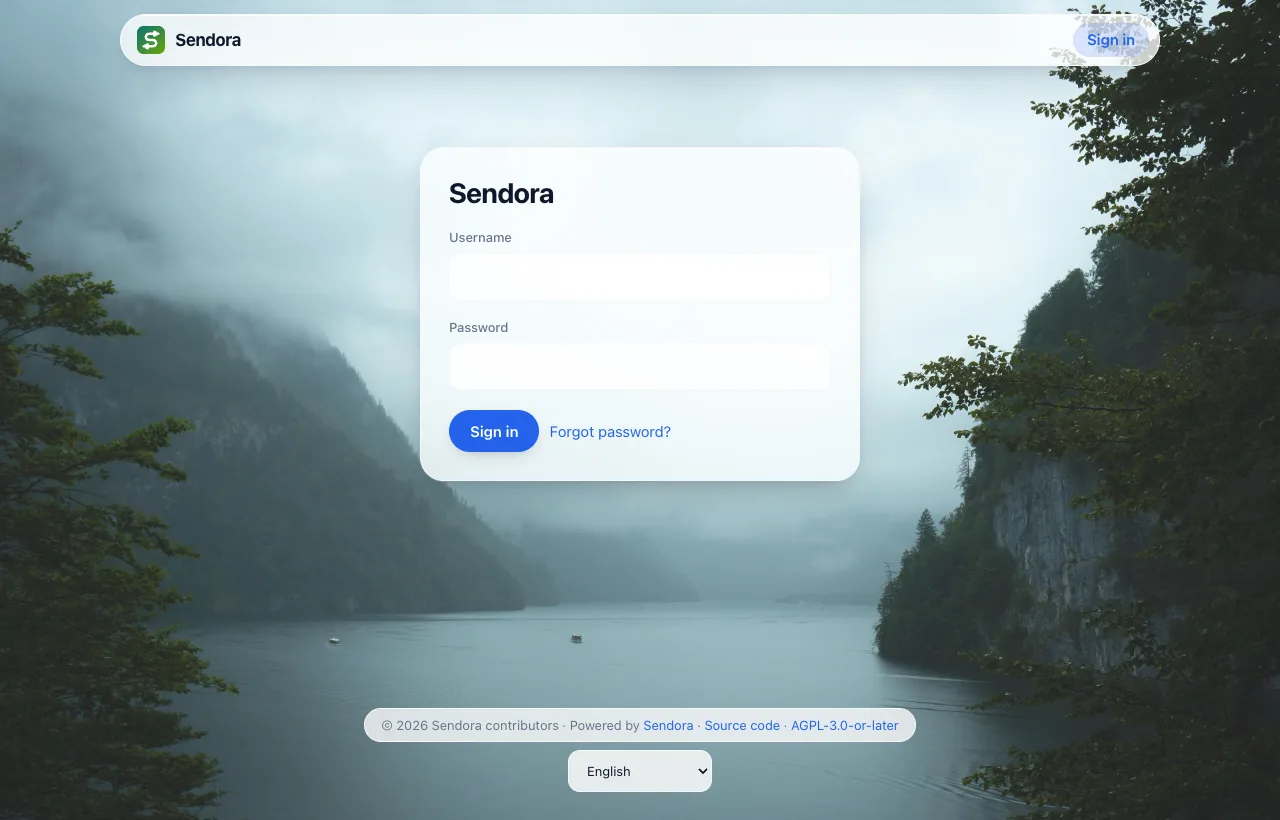 Sendora
Sign in
Sendora
Username
Password
Sign in
Forgot password?
© 2026 Sendora contributors · Powered by Sendora · Source code · AGPL-3.0-or-later
English